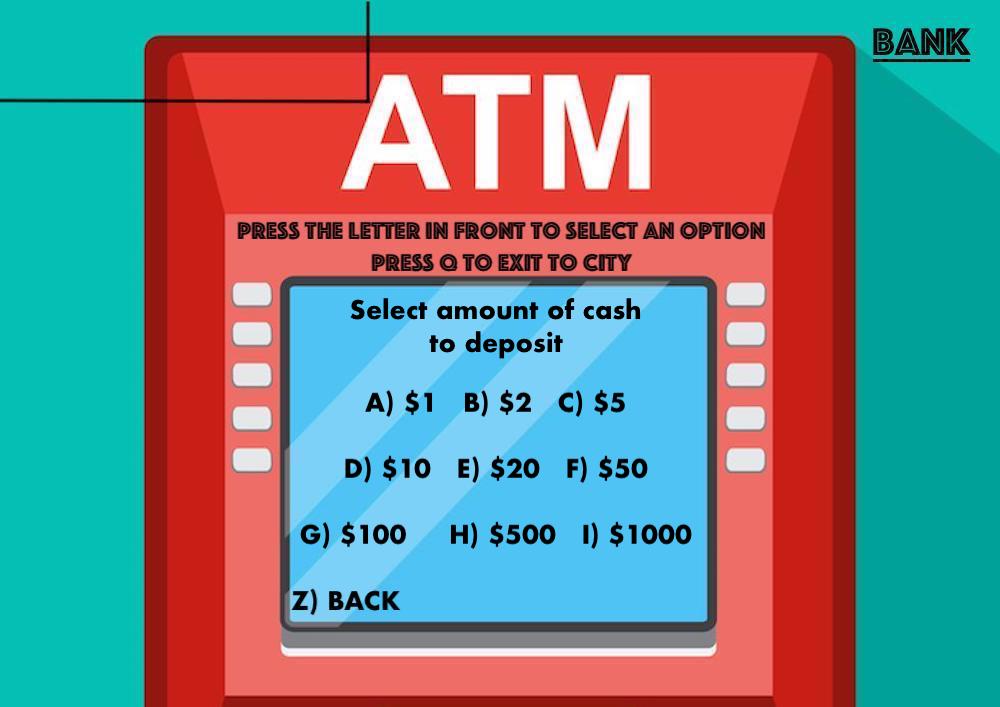 BANK
ATM
PRESS THE LETTER IN FRONT TO SELECT AN OPTION
PRESS Q TO EXIT TO CITY
Select amount of cash
to deposit
A) $1 B) $2 C) $5
D) $10 E) $20 F) $50
G) $100 H) $500 I) $1000
Z) BACK